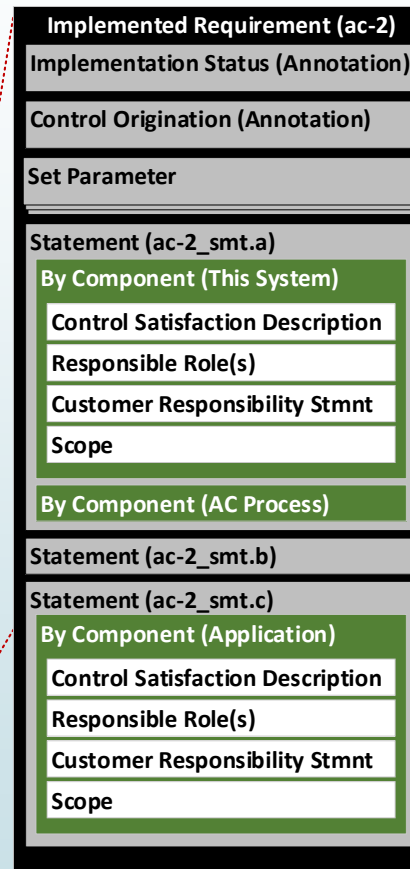 Implemented Requirement (ac-2)
Implementation Status (Annotation)
Control Origination (Annotation)
Set Parameter
Statement (ac-2_smt.a)
By Component (This System)
Control Satisfaction Description
Responsible Role(s)
Customer Responsibility Stmnt
Scope
By Component (AC Process)
Statement (ac-2_smt.b)
Statement (ac-2_smt.c)
By Component (Application)
Control Satisfaction Description
Responsible Role(s)
Customer Responsibility Stmnt
Scope